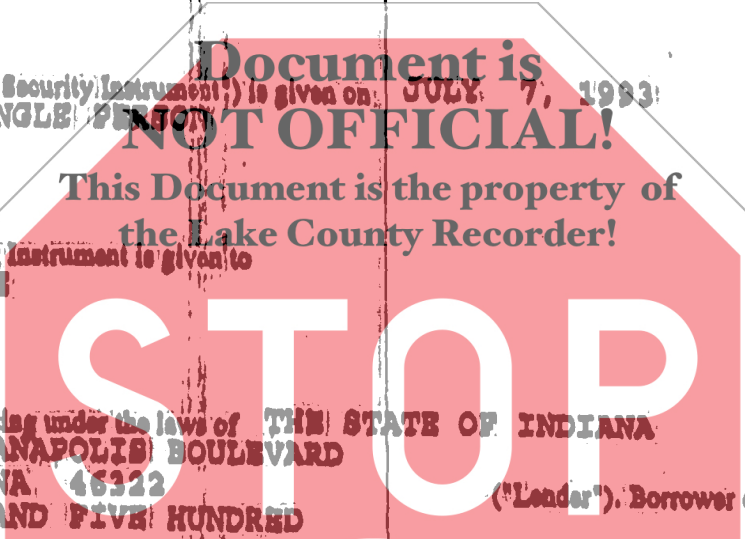 Document is
Security Instrument") is given on JULY 7, 1993
NGLE PERSON
NOT OFFICIAL!
This Document is the property of
the Lake County Recorder!
Instrument is given to
STOP
ing under the laws of THE STATE OF INDIANA
NAPOLIS BOULEVARD
NA 46322
("Lender"). Borrower
AND FIVE HUNDRED